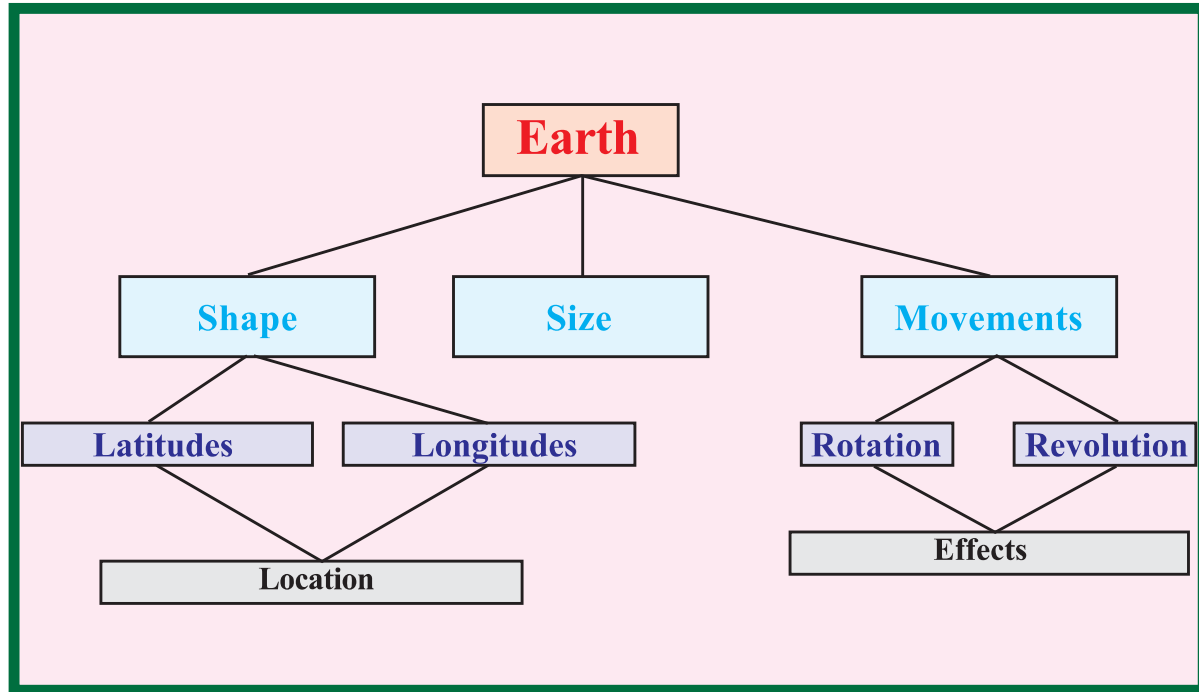 Earth
Shape
Size
Movements
Latitudes
Longitudes
Rotation
Revolution
Location
Effects